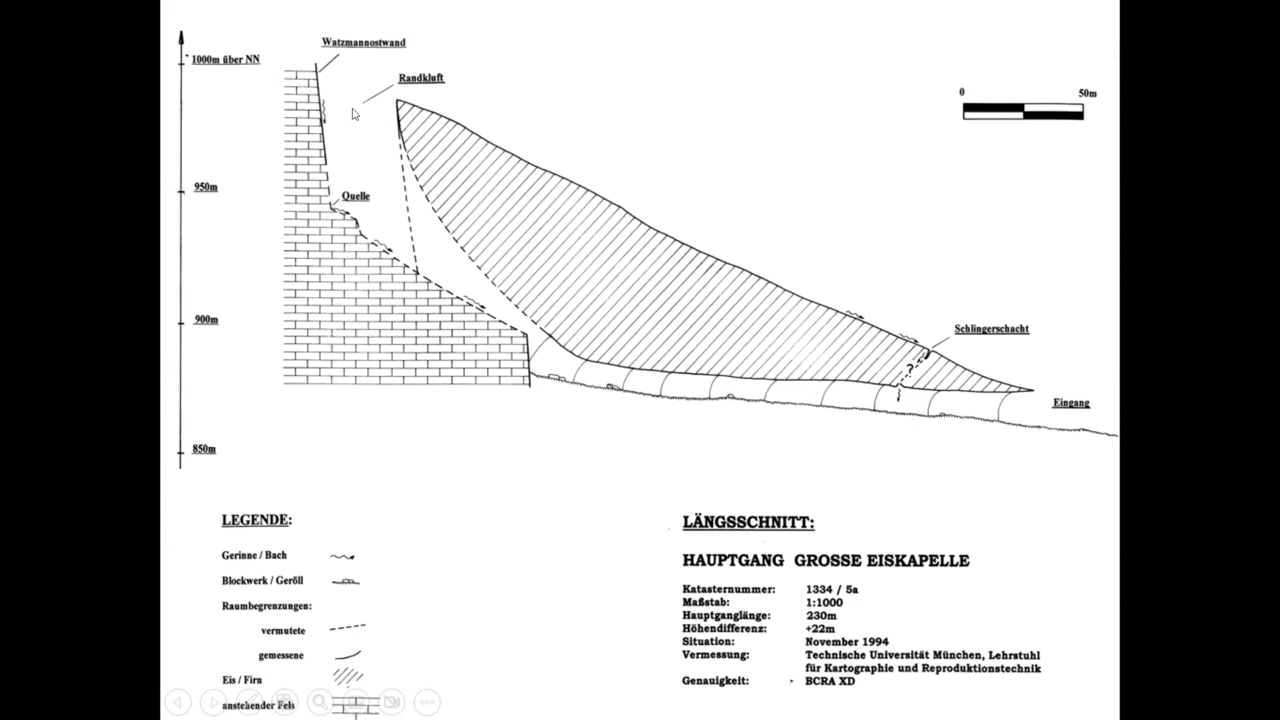 Watzmannostwand
1000m über NN
Randkluft
0 50m
950m
Quelle
900m
Schlingerschacht
?
Eingang
850m
LEGENDE:
Gerinne / Bach
Blockwerk / Geröll
Raumbegrenzungen:
vermutete
gemessene
Eis / Firn
anstehender Fels
LÄNGSSCHNITT:
HAUPTGANG GROSSE EISKAPELLE
Katasternummer: 1334 / 5a
Maßstab: 1:1000
Hauptganglänge: 230m
Höhendifferenz: +22m
Situation: November 1994
Vermessung: Technische Universität München, Lehrstuhl
für Kartographie und Reproduktionstechnik
Genauigkeit: BCRA XD